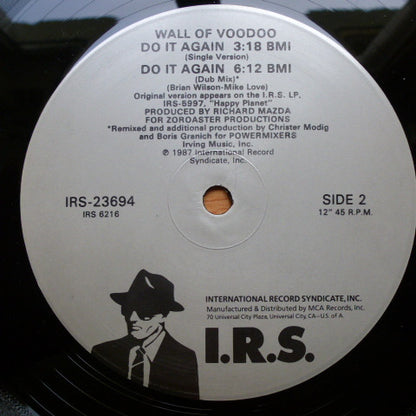 WALL OF VOODOO
DO IT AGAIN 3:18 BMI
(Single Version)
DO IT AGAIN 6:12 BMI
(Dub Mix)*
(Brian Wilson-Mike Love)
Original version appears on the I.R.S. LP
IRS-5997, "Happy Planet"
PRODUCED BY RICHARD MAZDA
FOR ZOROASTER PRODUCTIONS
*Remixed and additional production by Christer Modig
and Boris Granich for POWERMIXERS
Irving Music, Inc.
℗ 1987 International Record
Syndicate, Inc.
IRS-23694
IRS 6216
SIDE 2
12" 45 R.P.M.
INTERNATIONAL RECORD SYNDICATE, INC.
Manufactured & Distributed by MCA Records, Inc.
70 Universal City Plaza, Universal City, CA-U.S. of A.
I.R.S.